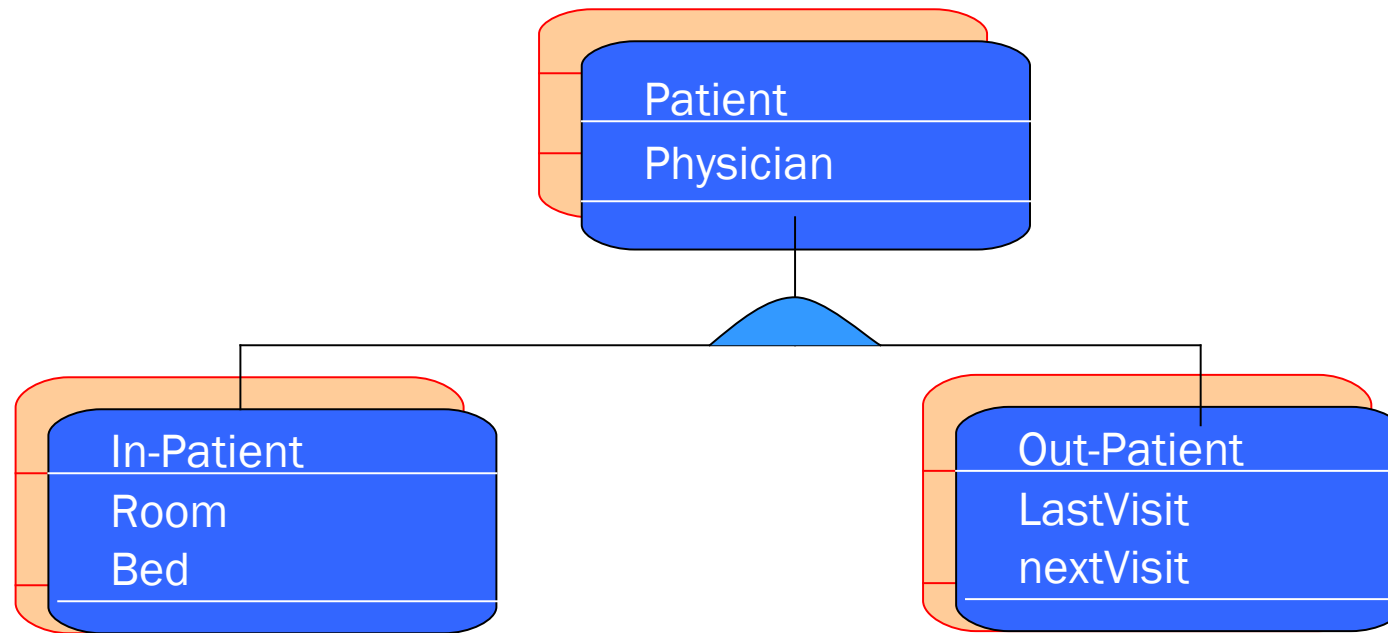 Patient
Physician
In-Patient
Room
Bed
Out-Patient
LastVisit
nextVisit